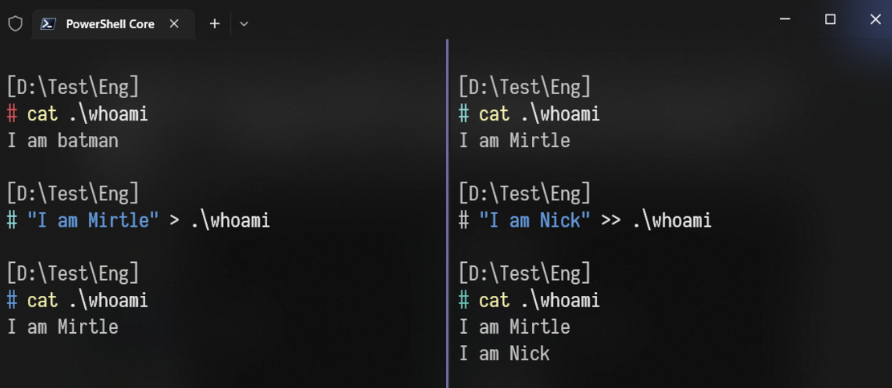 PowerShell Core
[D:\Test\Eng]
# cat .\whoami
I am batman
[D:\Test\Eng]
# "I am Mirtle" > .\whoami
[D:\Test\Eng]
# cat .\whoami
I am Mirtle
[D:\Test\Eng]
# cat .\whoami
I am Mirtle
[D:\Test\Eng]
# "I am Nick" >> .\whoami
[D:\Test\Eng]
# cat .\whoami
I am Mirtle
I am Nick